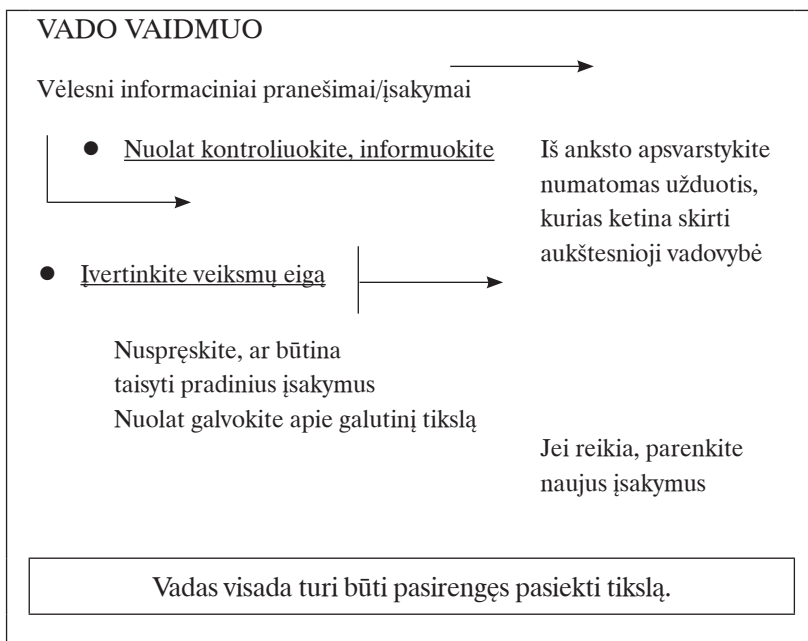 VADO VAIDMUO
Vėlesni informaciniai pranešimai/įsakymai
● Nuolat kontroliuokite, informuokite
Iš anksto apsvarstykite
numatomas užduotis,
kurias ketina skirti
aukštesnioji vadovybė
● Įvertinkite veiksmų eigą
Nuspręskite, ar būtina
taisyti pradinius įsakymus
Nuolat galvokite apie galutinį tikslą
Jei reikia, parenkite
naujus įsakymus
Vadas visada turi būti pasirengęs pasiekti tikslą.